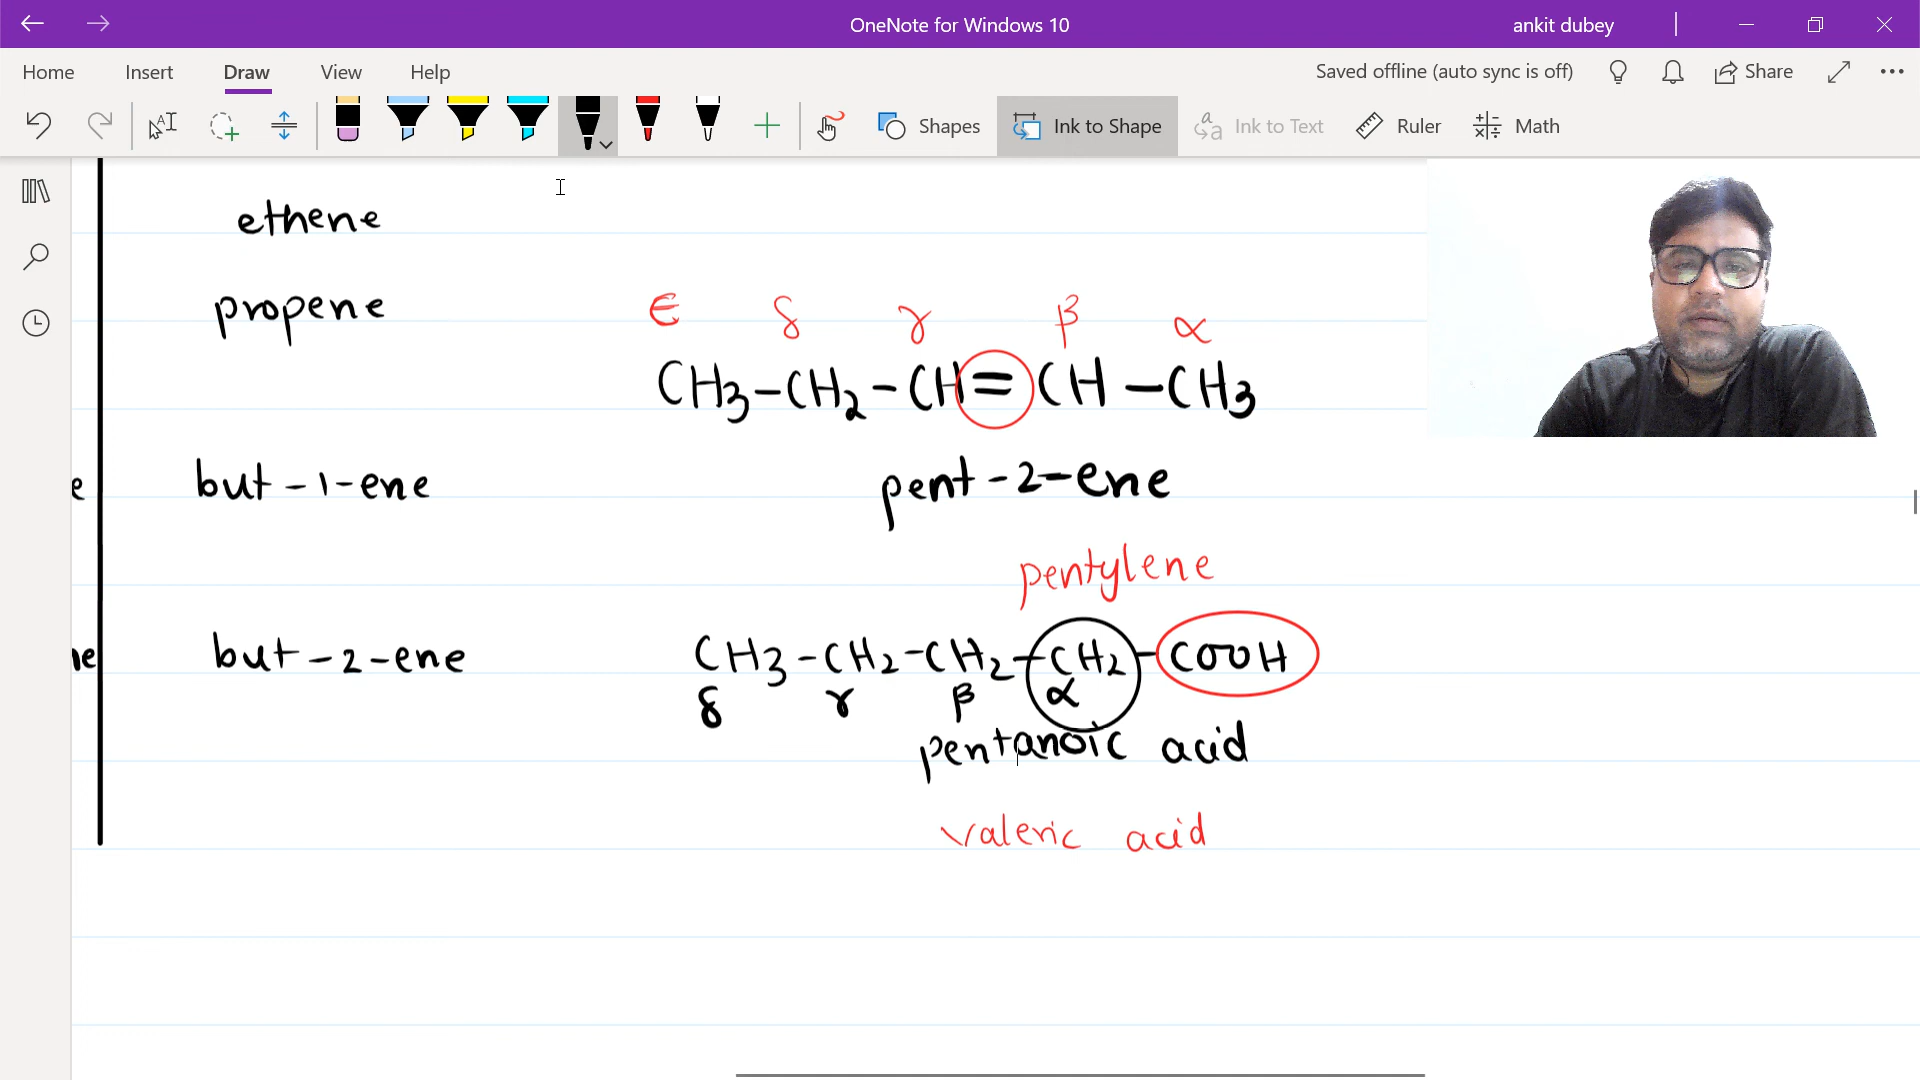 OneNote for Windows 10
ankit dubey
Home Insert Draw View Help
Saved offline (auto sync is off)
Share
Shapes
Ink to Shape
Ink to Text
Ruler
Math
ethene
propene
ϵ δ γ β α
CH3-CH2-CH=CH-CH3
e but-1-ene
pent-2-ene
pentylene
ne but-2-ene
CH3-CH2-CH2-CH2-COOH
δ γ β α
pentanoic acid
valeric acid